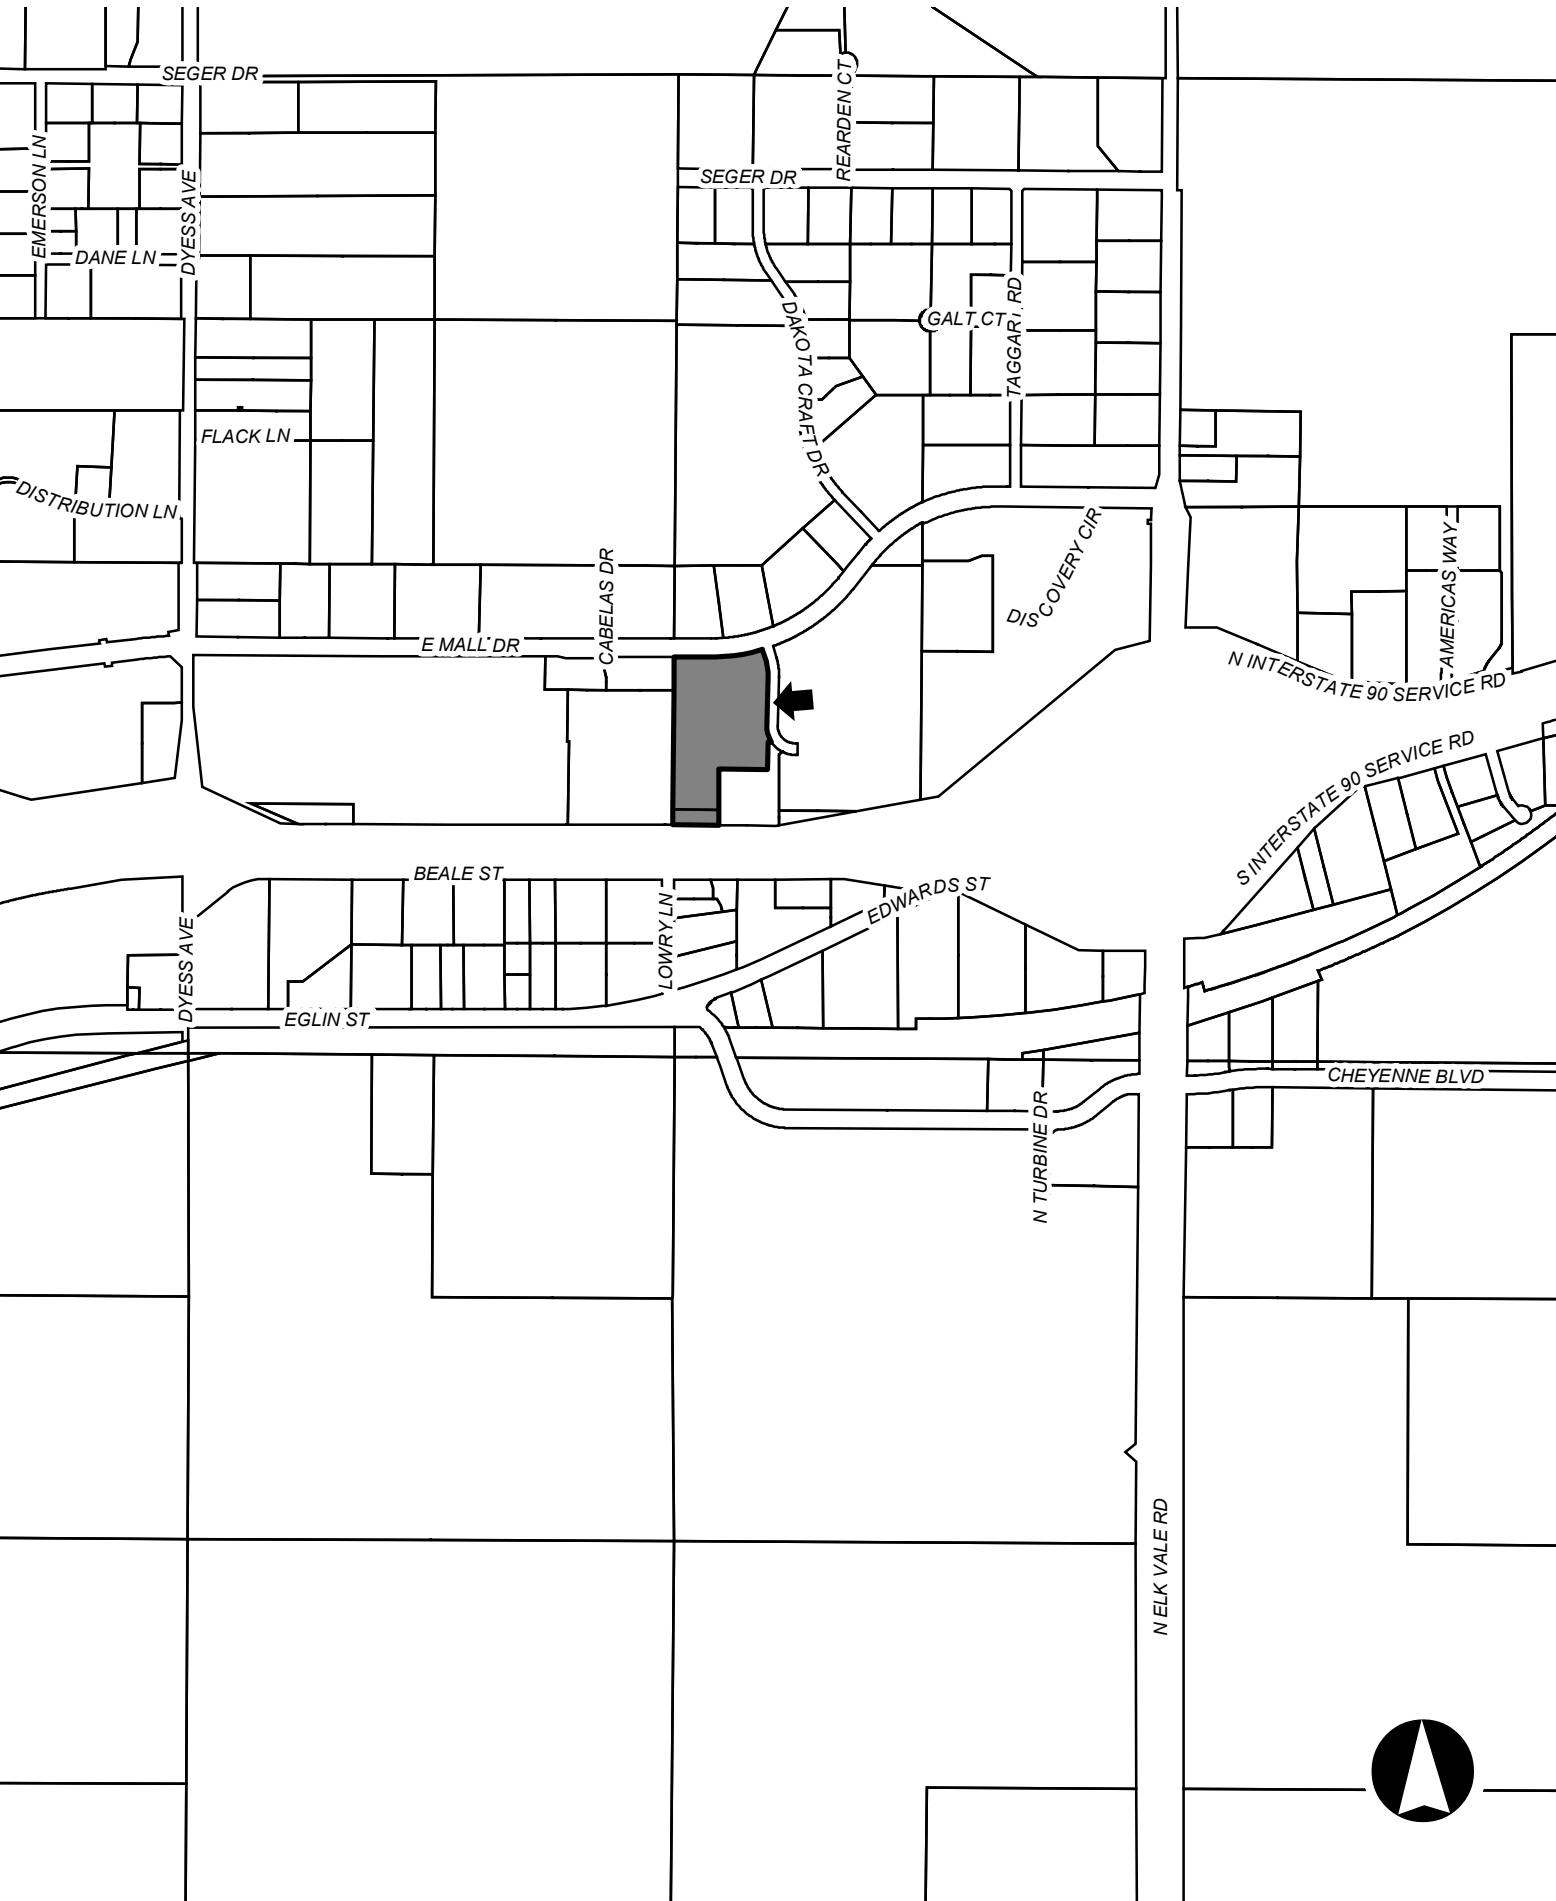 SEGER DR
REARDEN CT
EMERSON LN
DYESS AVE
SEGER DR
DANE LN
DAKOTA CRAFT DR
GALT CT
TAGGART RD
FLACK LN
DISTRIBUTION LN
DISCOVERY CIR
AMERICAS WAY
CABELAS DR
E MALL DR
N INTERSTATE 90 SERVICE RD
S INTERSTATE 90 SERVICE RD
BEALE ST
EDWARDS ST
LOWRY LN
DYESS AVE
EGLIN ST
CHEYENNE BLVD
N TURBINE DR
N ELK VALE RD